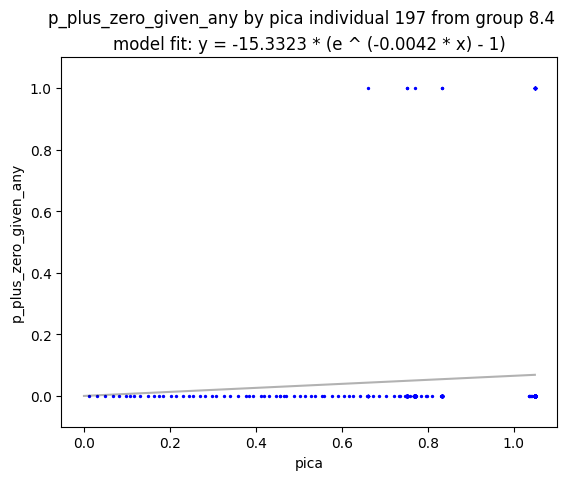 p_plus_zero_given_any by pica individual 197 from group 8.4
model fit: y = -15.3323 * (e ^ (-0.0042 * x) - 1)
p_plus_zero_given_any
1.0
0.8
0.6
0.4
0.2
0.0
0.0 0.2 0.4 0.6 0.8 1.0
pica